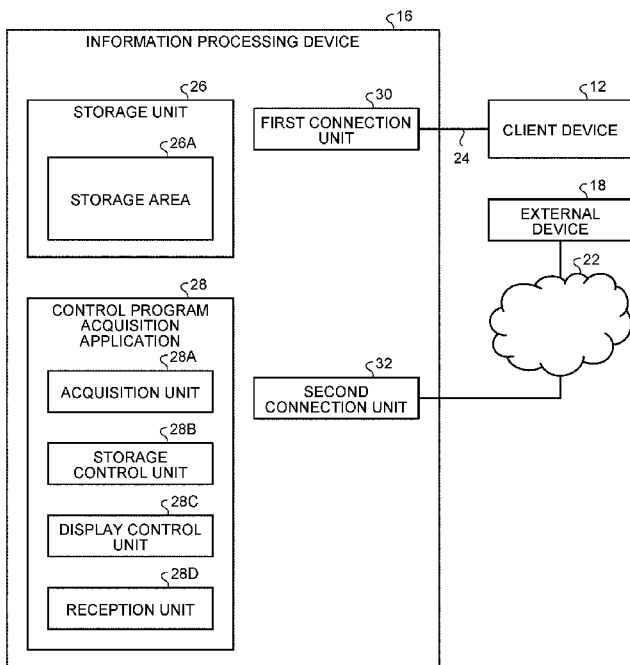 16
INFORMATION PROCESSING DEVICE
26
STORAGE UNIT
26A
STORAGE AREA
30
FIRST CONNECTION
UNIT
24
12
CLIENT DEVICE
18
EXTERNAL
DEVICE
22
28
CONTROL PROGRAM
ACQUISITION
APPLICATION
28A
ACQUISITION UNIT
28B
STORAGE
CONTROL UNIT
28C
DISPLAY CONTROL
UNIT
28D
RECEPTION UNIT
32
SECOND
CONNECTION UNIT